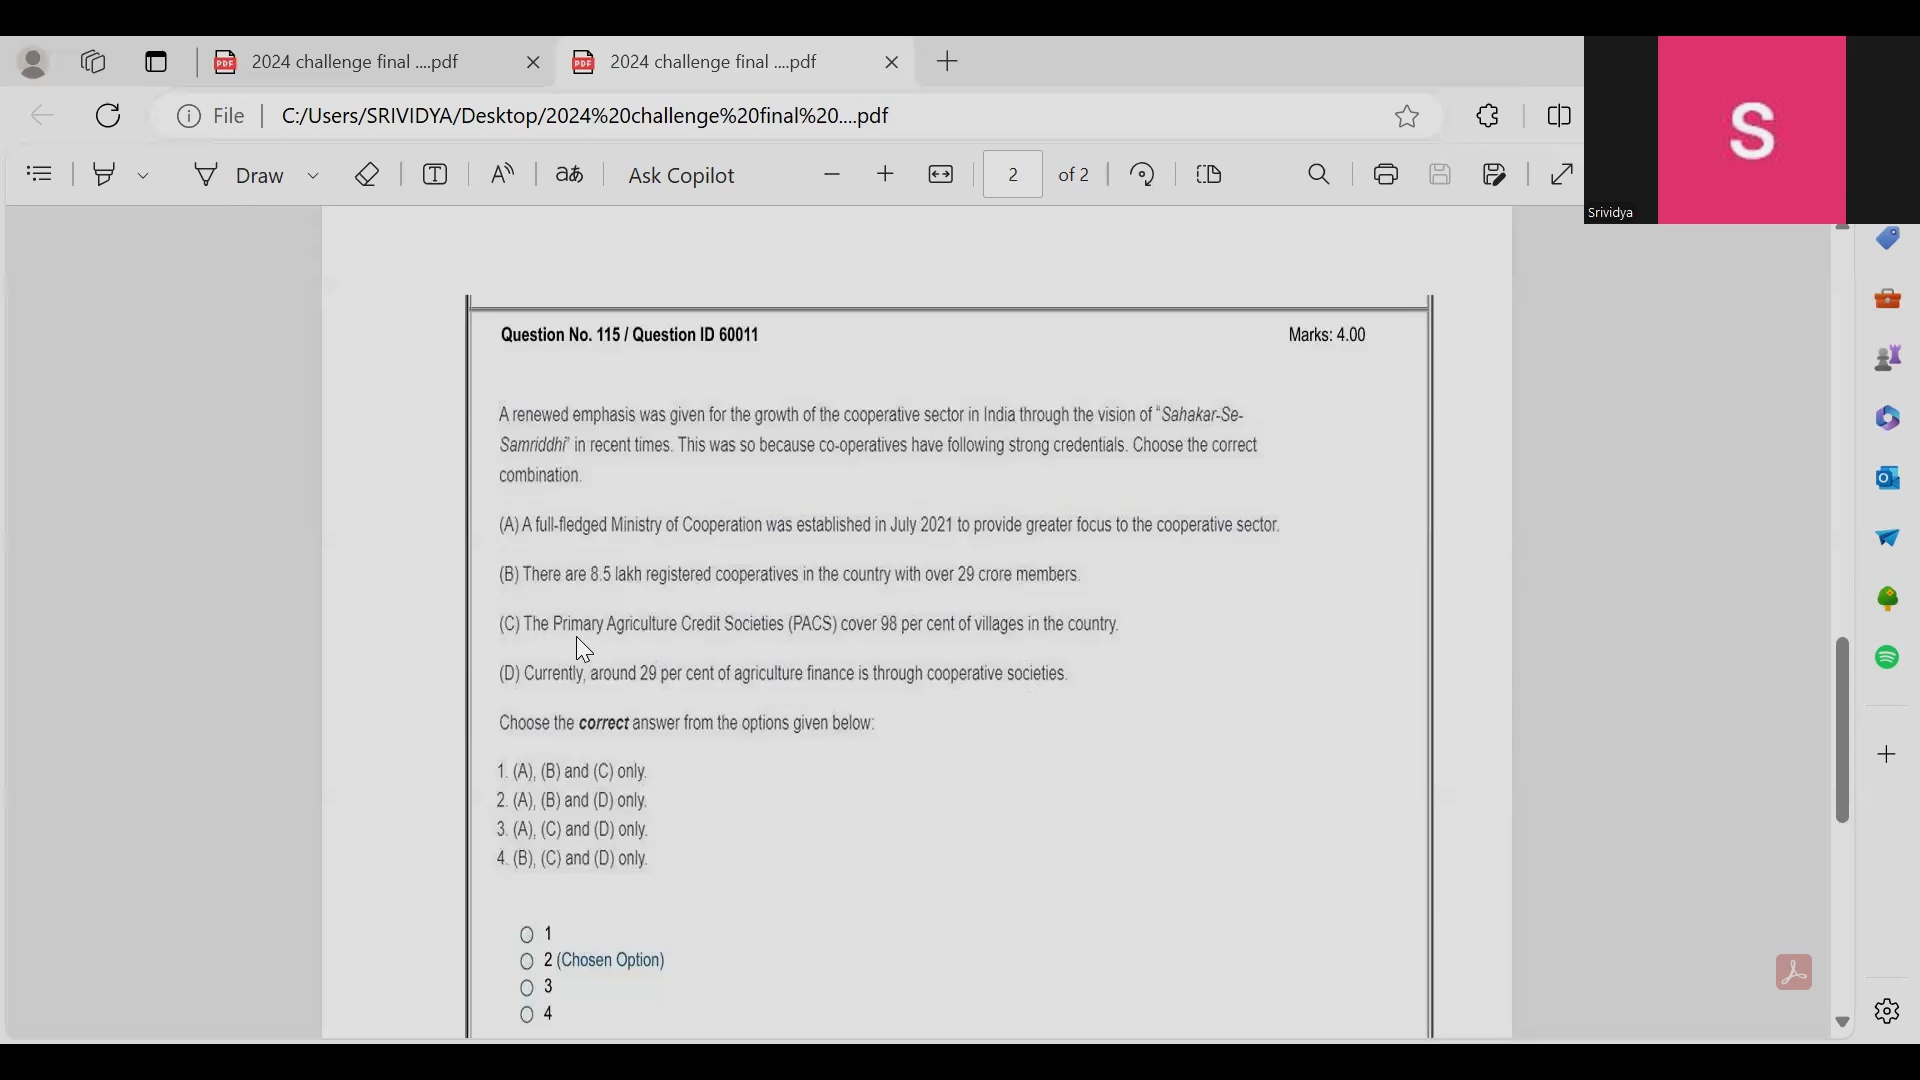 2024 challenge final ....pdf
2024 challenge final ....pdf
File
C:/Users/SRIVIDYA/Desktop/2024%20challenge%20final%20....pdf
Draw
Ask Copilot
2 of 2
S
Srividya
Question No. 115 / Question ID 60011
Marks: 4.00
A renewed emphasis was given for the growth of the cooperative sector in India through the vision of "Sahakar-Se-
Samriddhi" in recent times. This was so because co-operatives have following strong credentials. Choose the correct
combination.
(A) A full-fledged Ministry of Cooperation was established in July 2021 to provide greater focus to the cooperative sector.
(B) There are 8.5 lakh registered cooperatives in the country with over 29 crore members.
(C) The Primary Agriculture Credit Societies (PACS) cover 98 per cent of villages in the country.
(D) Currently, around 29 per cent of agriculture finance is through cooperative societies.
Choose the correct answer from the options given below:
1. (A), (B) and (C) only.
2. (A), (B) and (D) only.
3. (A), (C) and (D) only.
4. (B), (C) and (D) only.
1
2 (Chosen Option)
3
4